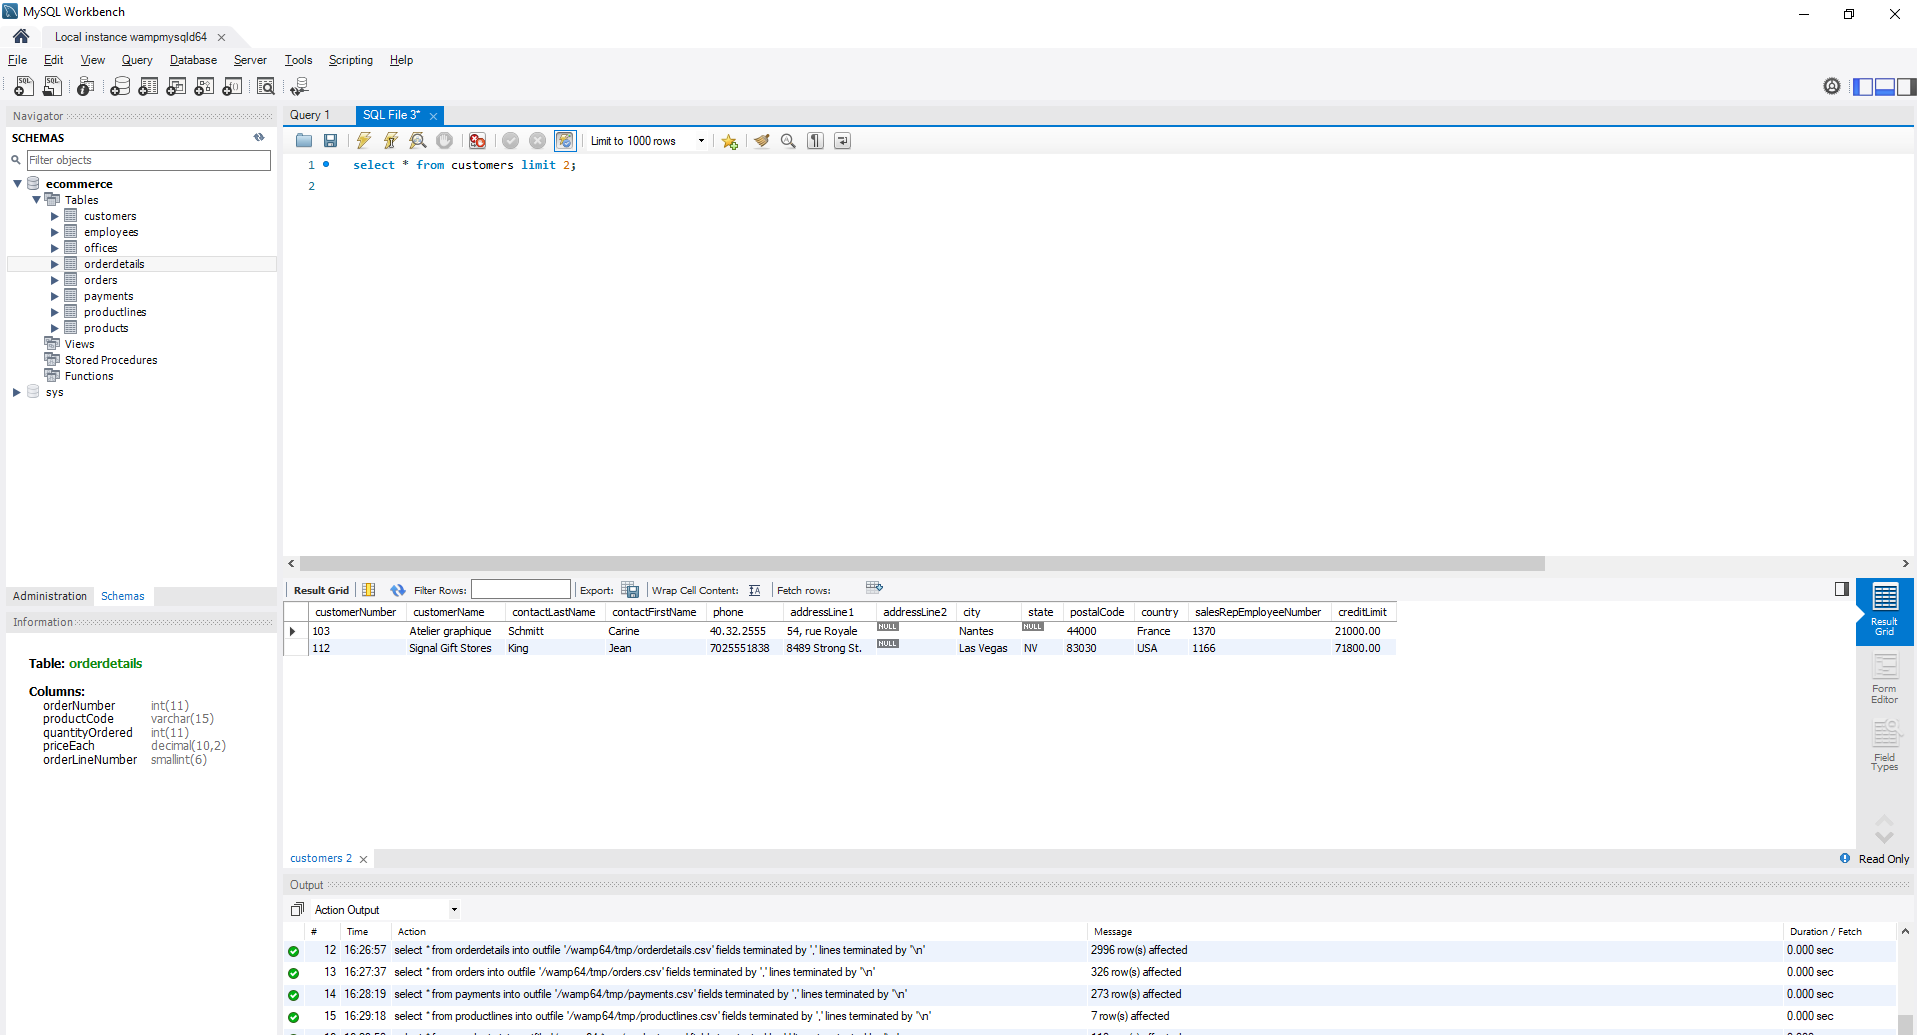 MySQL Workbench
Local instance wampmysqld64
File Edit View Query Database Server Tools Scripting Help
Navigator
SCHEMAS
Filter objects
ecommerce
Tables
customers
employees
offices
orderdetails
orders
payments
productlines
products
Views
Stored Procedures
Functions
sys
Administration Schemas
Information
Table: orderdetails
Columns:
orderNumber int(11)
productCode varchar(15)
quantityOrdered int(11)
priceEach decimal(10,2)
orderLineNumber smallint(6)
Query 1 SQL File 3*
Limit to 1000 rows
1 select * from customers limit 2;
2
Result Grid Filter Rows: Export: Wrap Cell Content: Fetch rows:
customerNumber customerName contactLastName contactFirstName phone addressLine1 addressLine2 city state postalCode country salesRepEmployeeNumber creditLimit
103 Atelier graphique Schmitt Carine 40.32.2555 54, rue Royale NULL Nantes NULL 44000 France 1370 21000.00
112 Signal Gift Stores King Jean 7025551838 8489 Strong St. NULL Las Vegas NV 83030 USA 1166 71800.00
Result
Grid
Form
Editor
Field
Types
customers 2
Read Only
Output
Action Output
# Time Action Message Duration / Fetch
12 16:26:57 select * from orderdetails into outfile '/wamp64/tmp/orderdetails.csv' fields terminated by ',' lines terminated by '\n' 2996 row(s) affected 0.000 sec
13 16:27:37 select * from orders into outfile '/wamp64/tmp/orders.csv' fields terminated by ',' lines terminated by '\n' 326 row(s) affected 0.000 sec
14 16:28:19 select * from payments into outfile '/wamp64/tmp/payments.csv' fields terminated by ',' lines terminated by '\n' 273 row(s) affected 0.000 sec
15 16:29:18 select * from productlines into outfile '/wamp64/tmp/productlines.csv' fields terminated by ',' lines terminated by '\n' 7 row(s) affected 0.000 sec